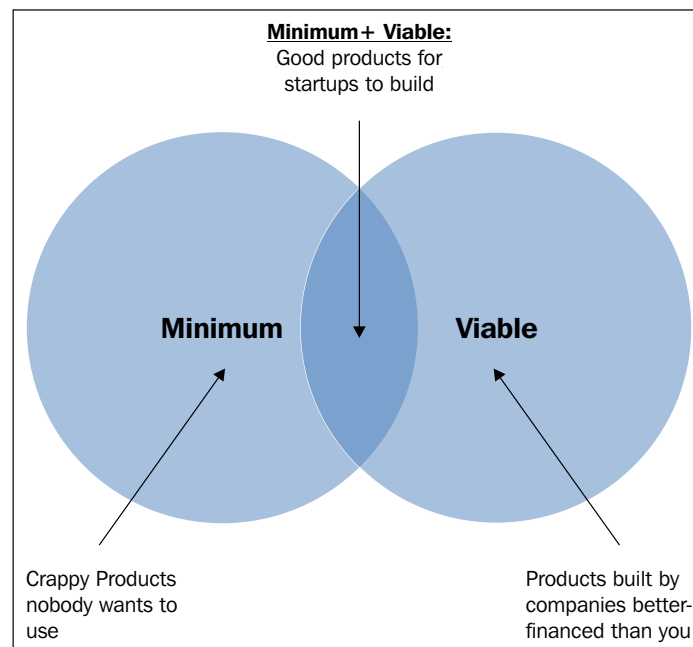 Minimum+ Viable:
Good products for
startups to build
Minimum
Viable
Crappy Products
nobody wants to
use
Products built by
companies better-
financed than you